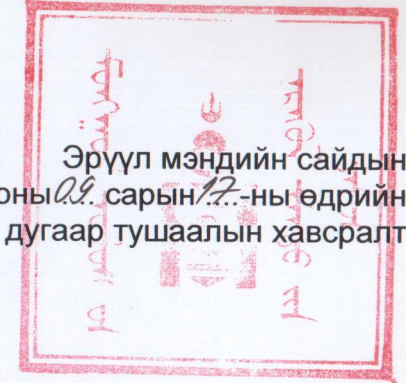 Эрүүл мэндийн сайдын
оны 09 сарын 17-ны өдрийн
дугаар тушаалын хавсралт